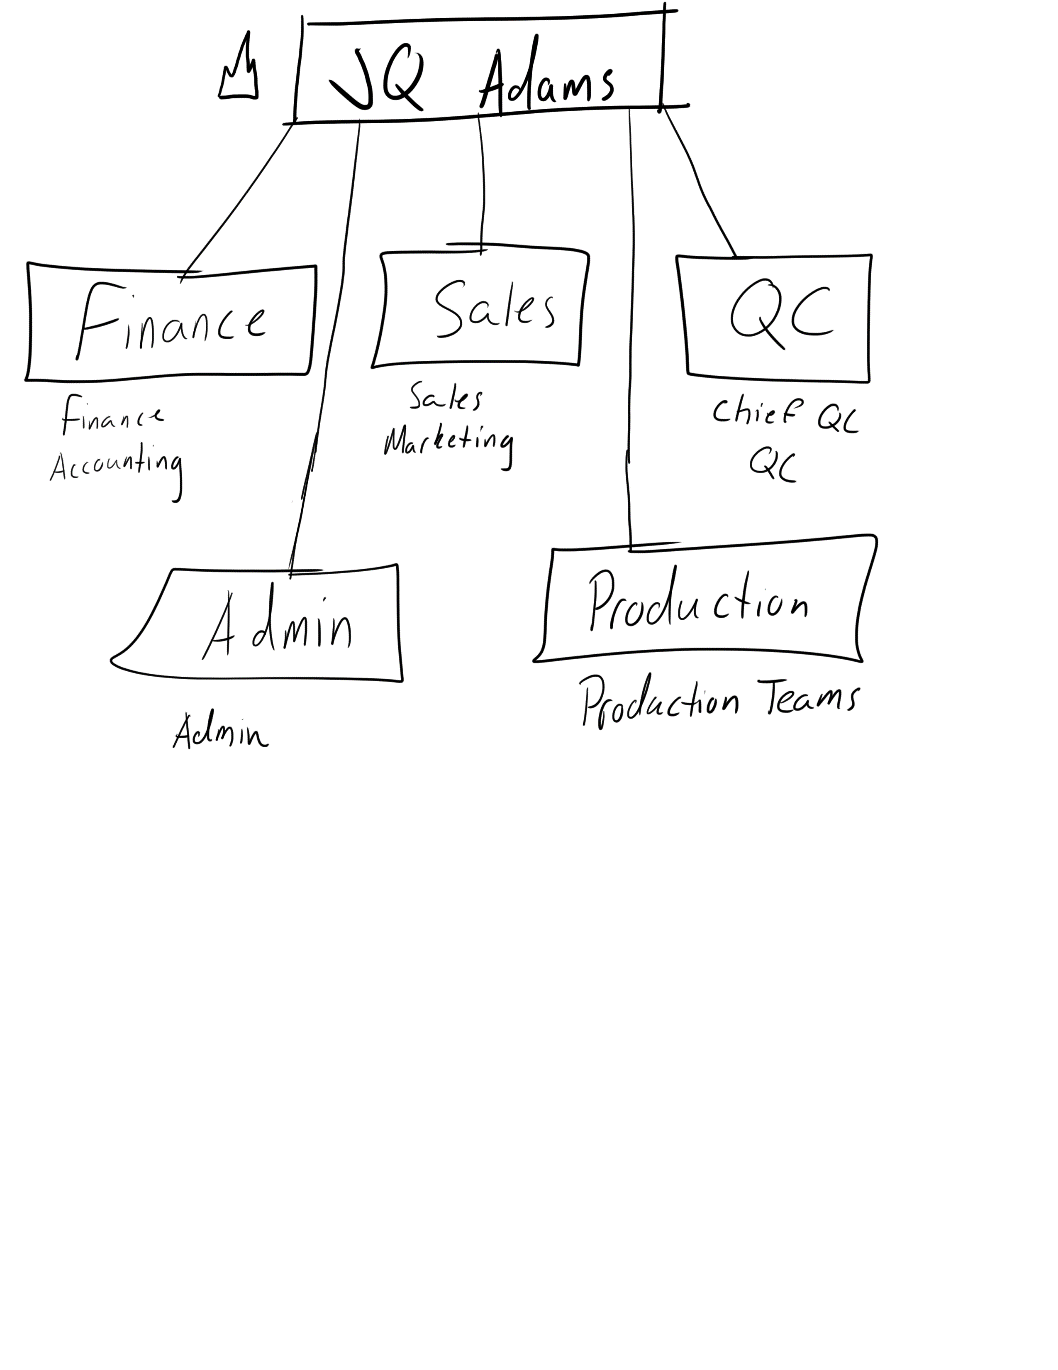 JQ Adams
Finance
Finance
Accounting
Sales
Sales
Marketing
QC
Chief QC
QC
Admin
Admin
Production
Production Teams